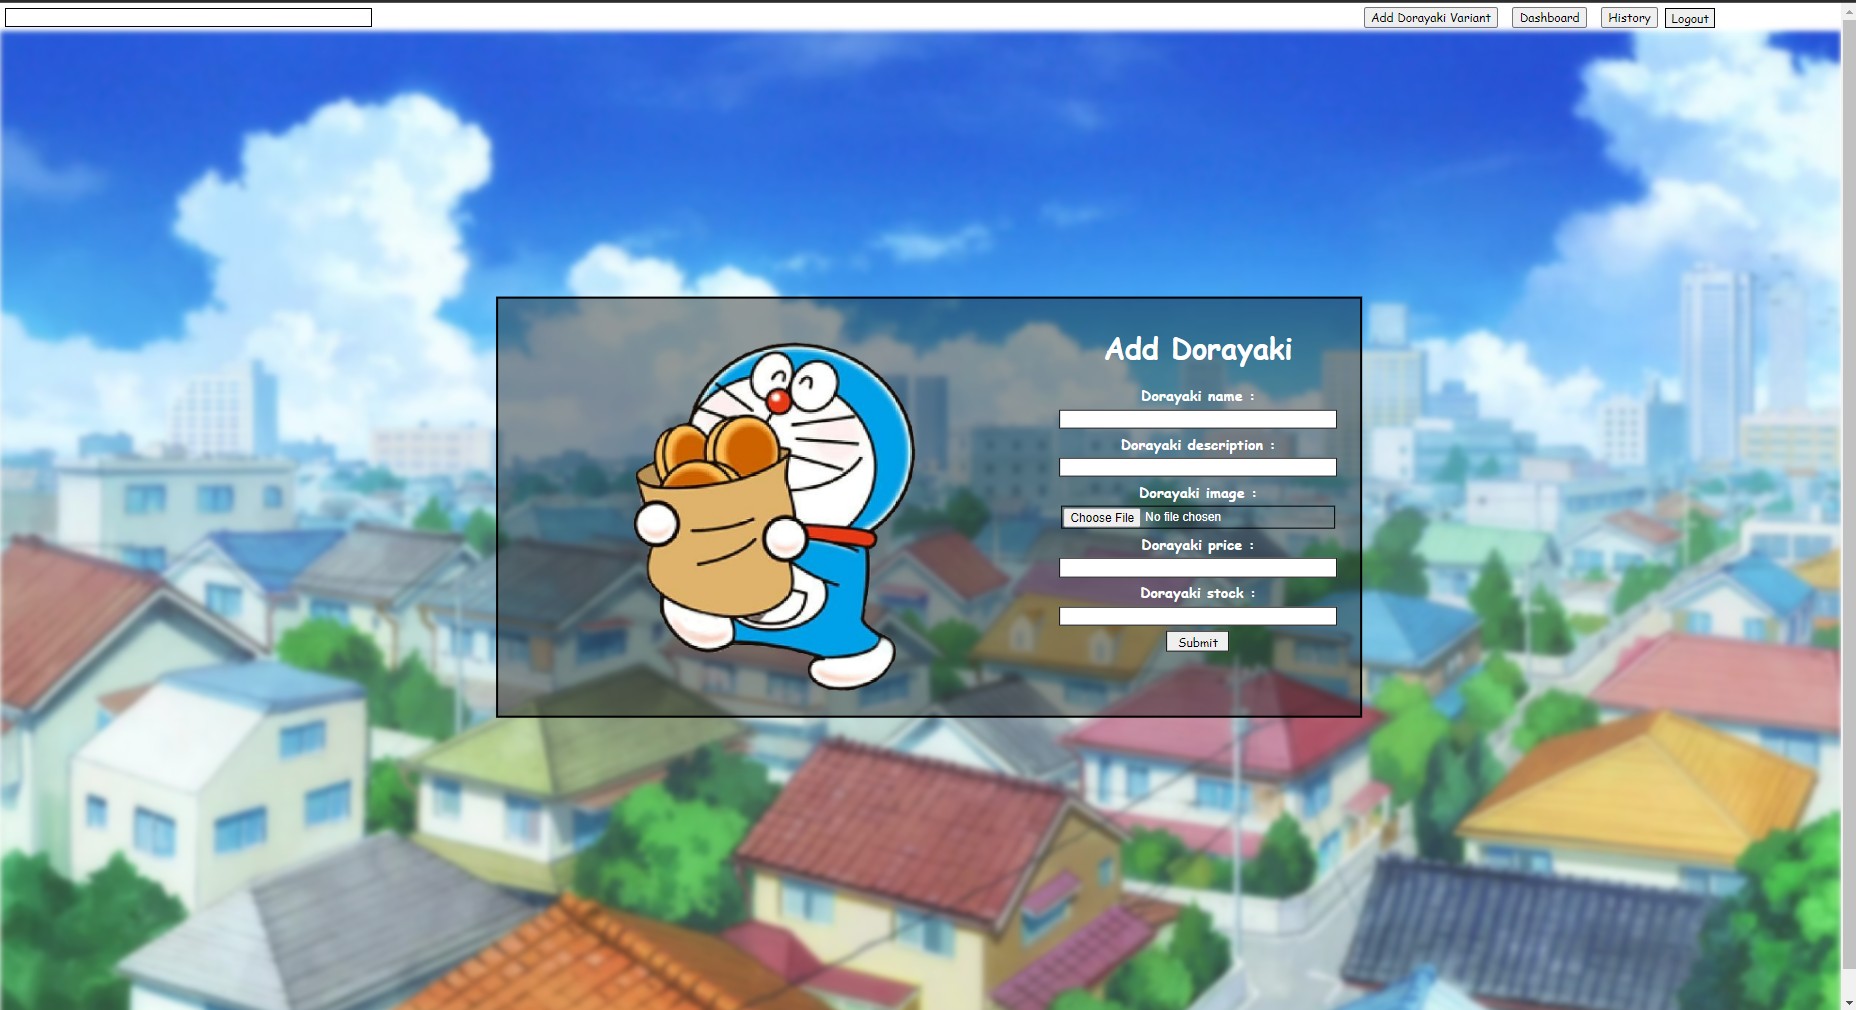 Add Dorayaki Variant Dashboard History Logout
Add Dorayaki
Dorayaki name :
Dorayaki description :
Dorayaki image :
Choose File No file chosen
Dorayaki price :
Dorayaki stock :
Submit